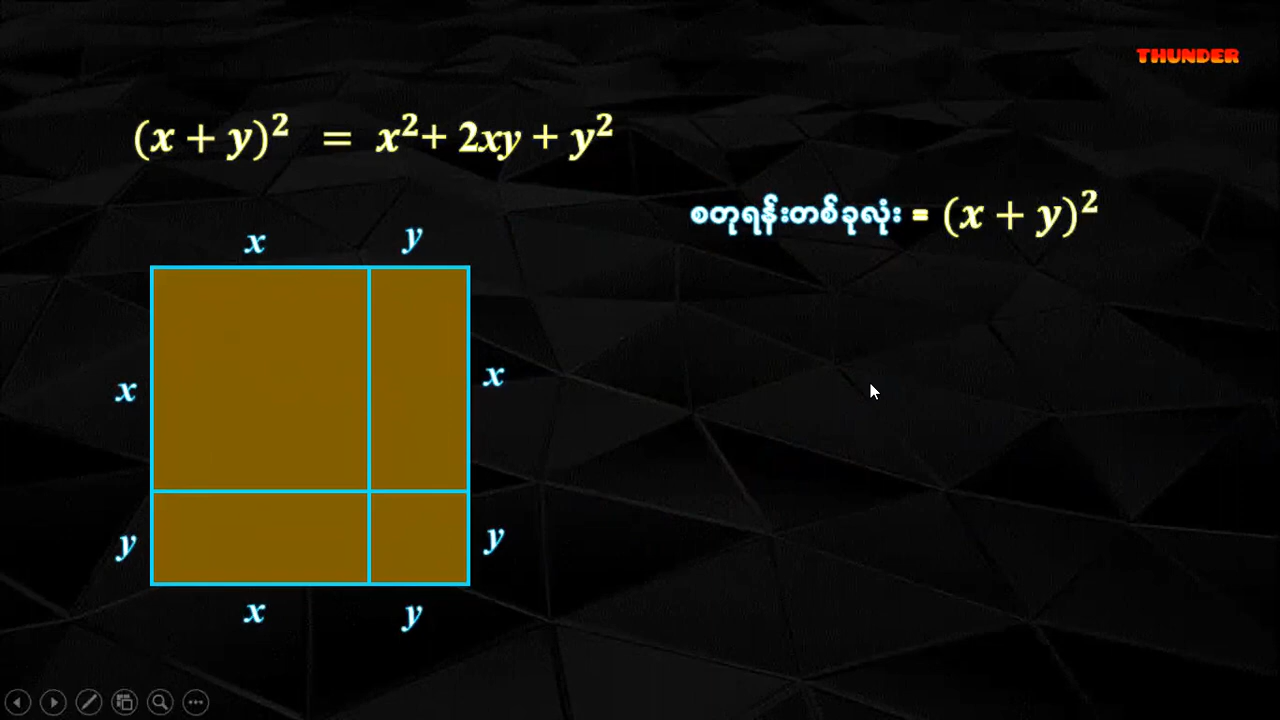 THUNDER
(x + y)² = x² + 2xy + y²
စတုရန်းတစ်ခုလုံး = (x + y)²
x y
x x
y y
x y